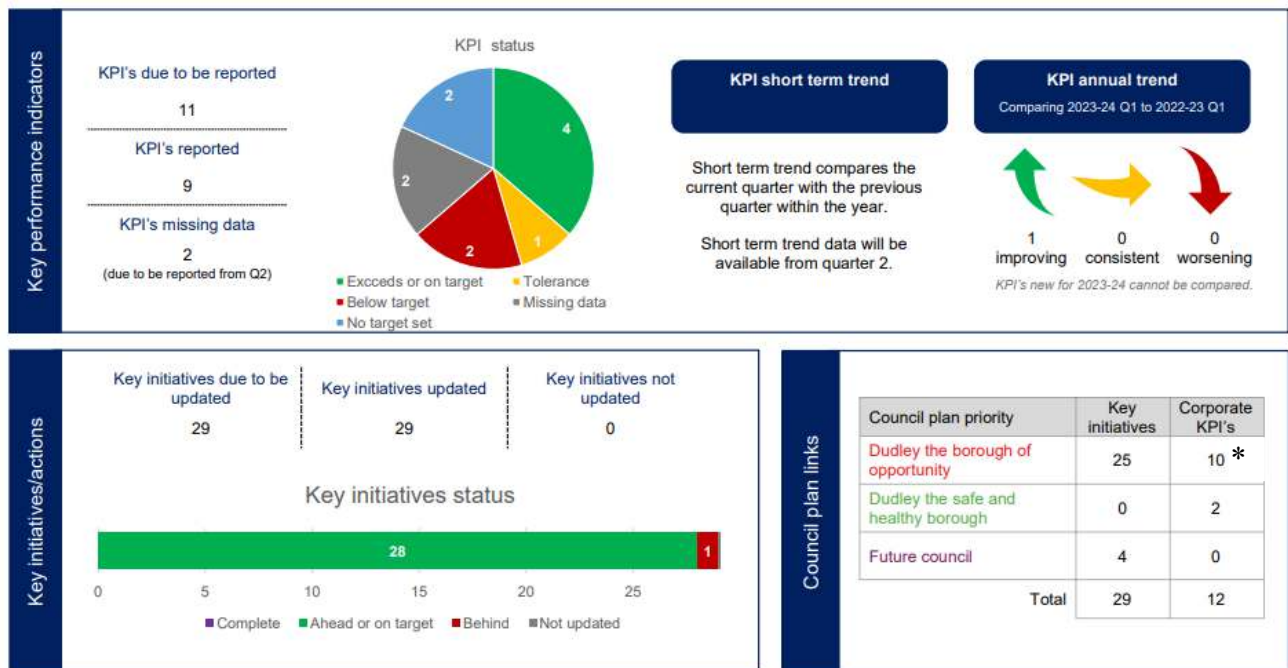 Key performance indicators
KPI's due to be reported
11
KPI's reported
9
KPI's missing data
2
(due to be reported from Q2)
KPI status
2
4
2
2
1
Exccds or on target
Tolerance
Below target
Missing data
No target set
KPI short term trend
Short term trend compares the
current quarter with the previous
quarter within the year.
Short term trend data will be
available from quarter 2.
KPI annual trend
Comparing 2023-24 Q1 to 2022-23 Q1
1 0 0
improving consistent worsening
KPI's new for 2023-24 cannot be compared.
Key initiatives/actions
Key initiatives due to be
updated
29
Key initiatives updated
29
Key initiatives not
updated
0
Key initiatives status
28 1
0 5 10 15 20 25
Complete Ahead or on target Behind Not updated
Council plan links
Council plan priority
Key
initiatives
Corporate
KPI's
Dudley the borough of
opportunity
25 10 *
Dudley the safe and
healthy borough
0 2
Future council 4 0
Total 29 12